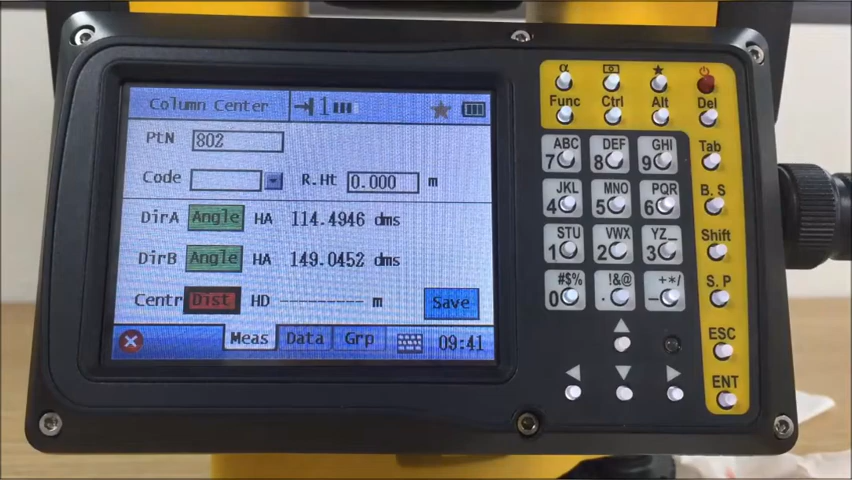 Column Center 1
PtN 802
Code R.Ht 0.000 m
DirA Angle HA 114.4946 dms
DirB Angle HA 149.0452 dms
Centr Dist HD --------- m
Save
Meas Data Grp 09:41
α ★
Func Ctrl Alt Del
ABC DEF GHI Tab
7 8 9
JKL MNO PQR B.S
4 5 6
STU VWX YZ_ Shift
1 2 3
#$% !&@ +*/ S.P
0 . −
ESC
ENT